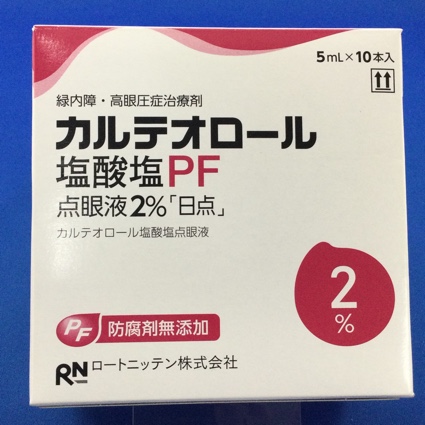 5mL×10本入
緑内障・高眼圧症治療剤
カルテオロール
塩酸塩PF
点眼液2%「日点」
カルテオロール塩酸塩点眼液
2
%
PF 防腐剤無添加
RN ロートニッテン株式会社